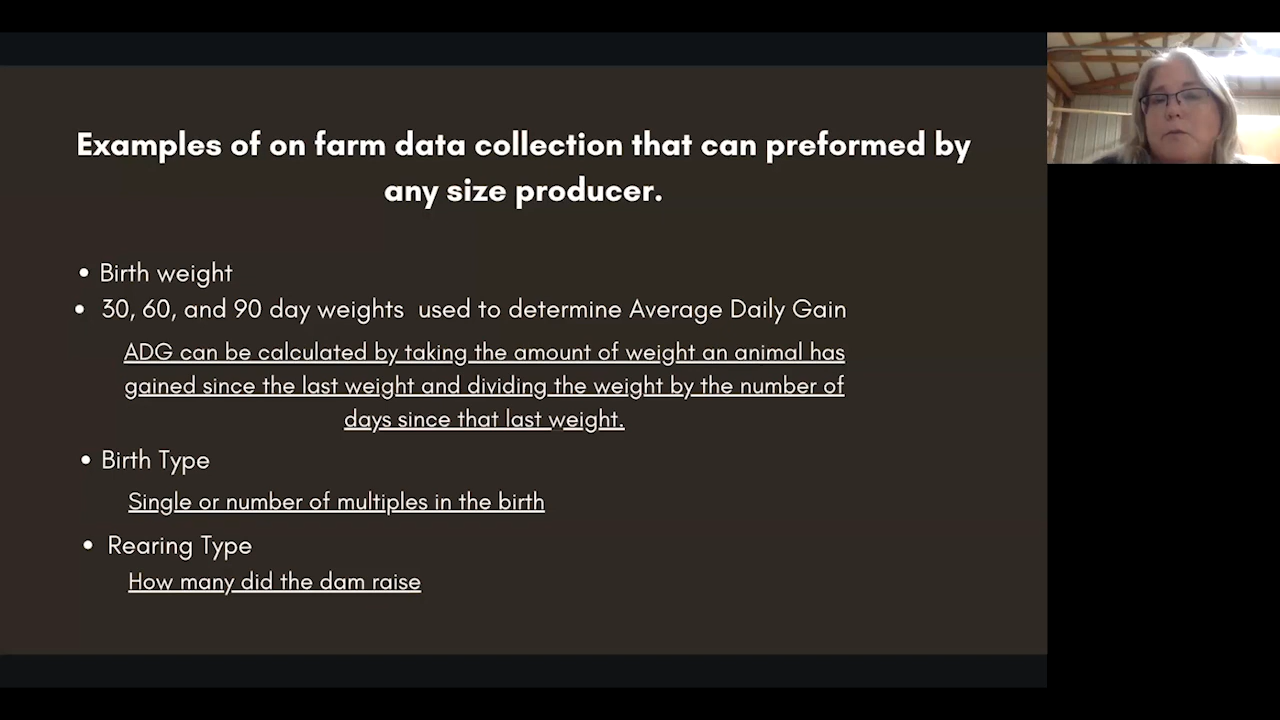 Examples of on farm data collection that can preformed by
any size producer.
• Birth weight
• 30, 60, and 90 day weights used to determine Average Daily Gain
ADG can be calculated by taking the amount of weight an animal has
gained since the last weight and dividing the weight by the number of
days since that last weight.
• Birth Type
Single or number of multiples in the birth
• Rearing Type
How many did the dam raise